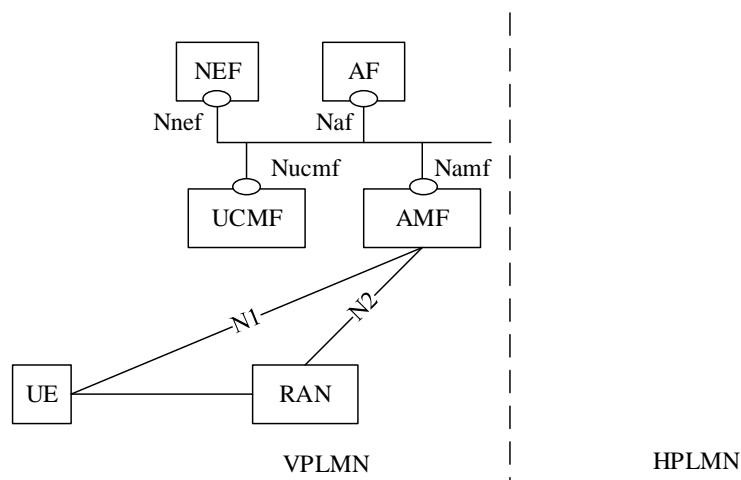 NEF
AF
Nnef
Naf
Nucmf
Namf
UCMF
AMF
N1
N2
UE
RAN
VPLMN
HPLMN